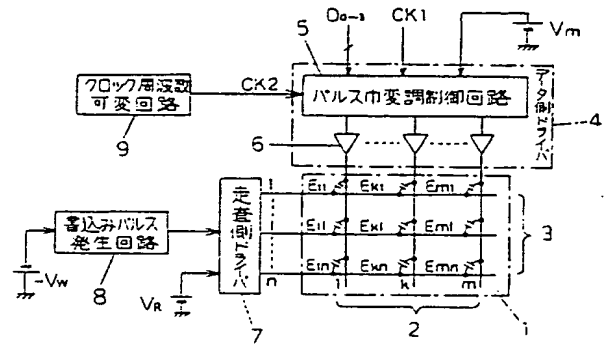 D0-3
CK1
Vm
5
クロック周波数
可変回路
CK2
パルス巾変調制御回路
データ側ドライバ
4
9
6
1
E11
Ek1
Em1
書込みパルス
発生回路
走査側ドライバ
E1l
Ekl
Eml
3
E1n
Ekn
Emn
-VW
8
VR
n
1
k
m
7
2
1